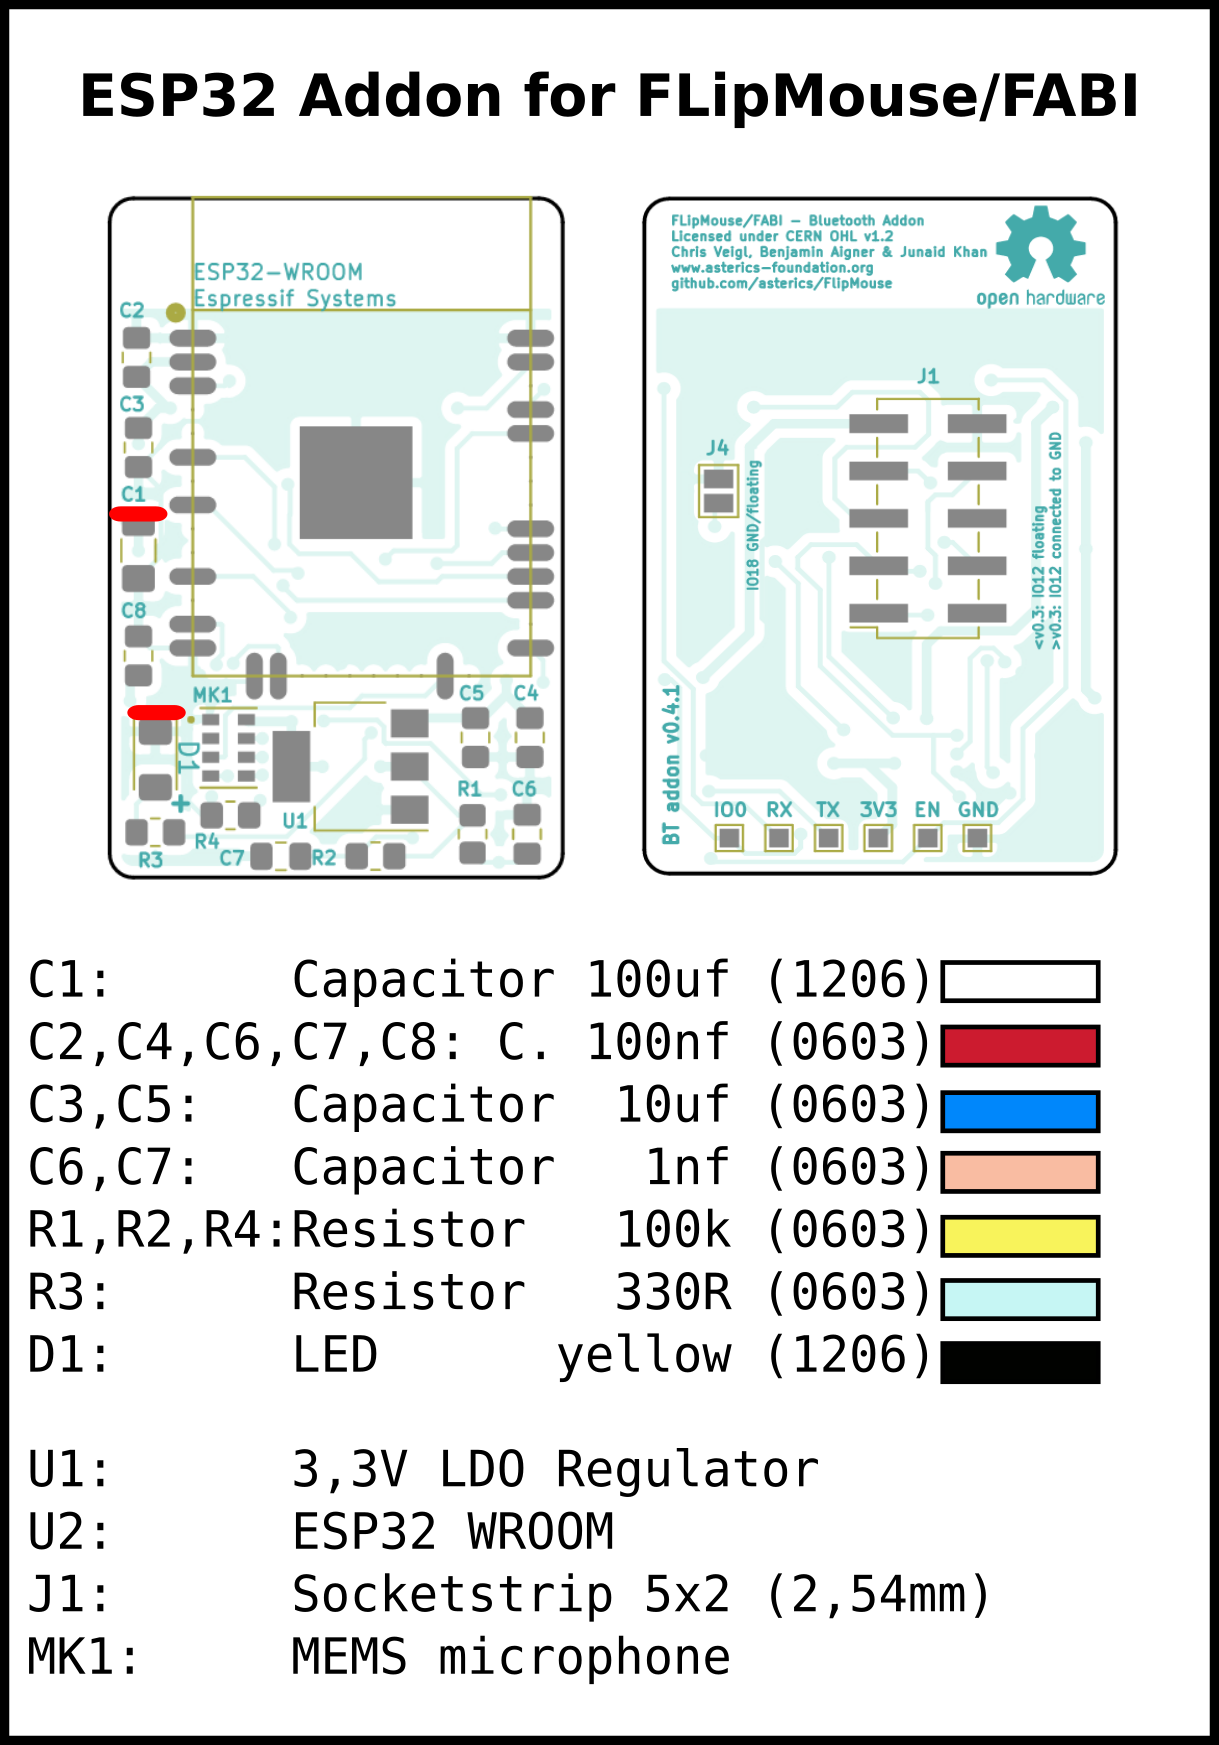 ESP32 Addon for FLipMouse/FABI
ESP32-WROOM
Espressif Systems
C2
C3
C1
C8
MK1
C5
C4
D1
+
R1
C6
U1
R4
R3
C7
R2
FLipMouse/FABI – Bluetooth Addon
Licensed under CERN OHL v1.2
Chris Veigl, Benjamin Aigner & Junaid Khan
www.asterics-foundation.org
github.com/asterics/FlipMouse
open hardware
J1
J4
IO18 GND/floating
<v0.3: IO12 floating
>v0.3: IO12 connected to GND
BT addon v0.4.1
IO0 RX TX 3V3 EN GND
C1: Capacitor 100uf (1206)
C2,C4,C6,C7,C8: C. 100nf (0603)
C3,C5: Capacitor 10uf (0603)
C6,C7: Capacitor 1nf (0603)
R1,R2,R4:Resistor 100k (0603)
R3: Resistor 330R (0603)
D1: LED yellow (1206)
U1: 3,3V LDO Regulator
U2: ESP32 WROOM
J1: Socketstrip 5x2 (2,54mm)
MK1: MEMS microphone